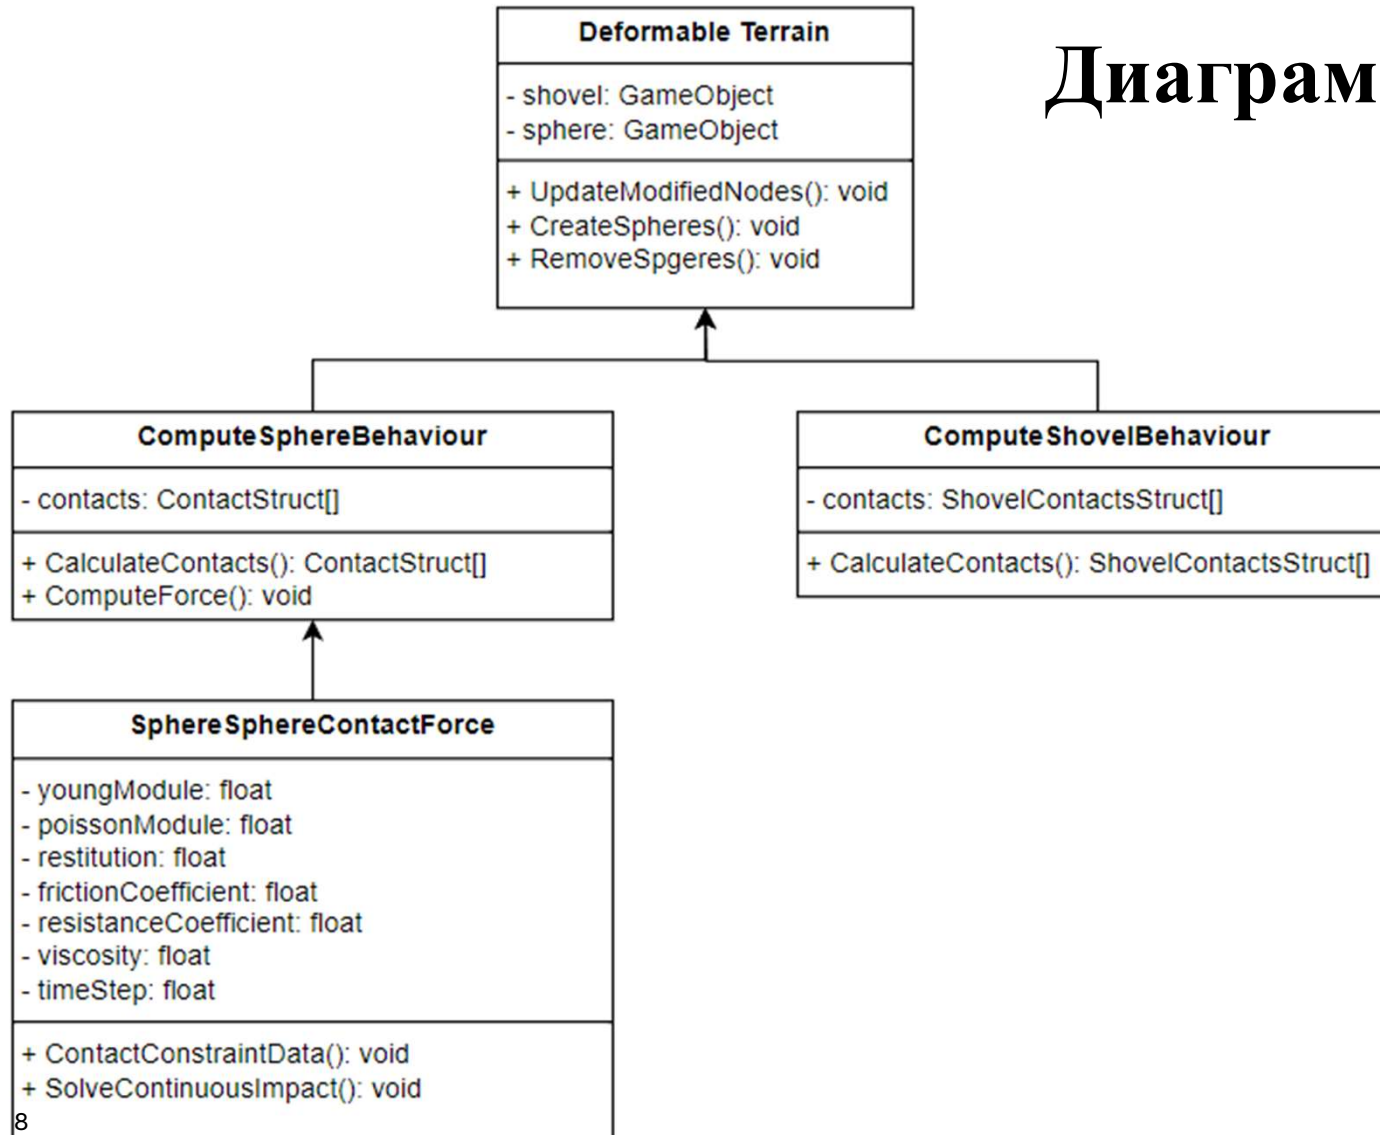 Диаграм
Deformable Terrain
- shovel: GameObject
- sphere: GameObject
+ UpdateModifiedNodes(): void
+ CreateSpheres(): void
+ RemoveSpgeres(): void
ComputeSphereBehaviour
- contacts: ContactStruct[]
+ CalculateContacts(): ContactStruct[]
+ ComputeForce(): void
ComputeShovelBehaviour
- contacts: ShovelContactsStruct[]
+ CalculateContacts(): ShovelContactsStruct[]
SphereSphereContactForce
- youngModule: float
- poissonModule: float
- restitution: float
- frictionCoefficient: float
- resistanceCoefficient: float
- viscosity: float
- timeStep: float
+ ContactConstraintData(): void
+ SolveContinuousImpact(): void
8